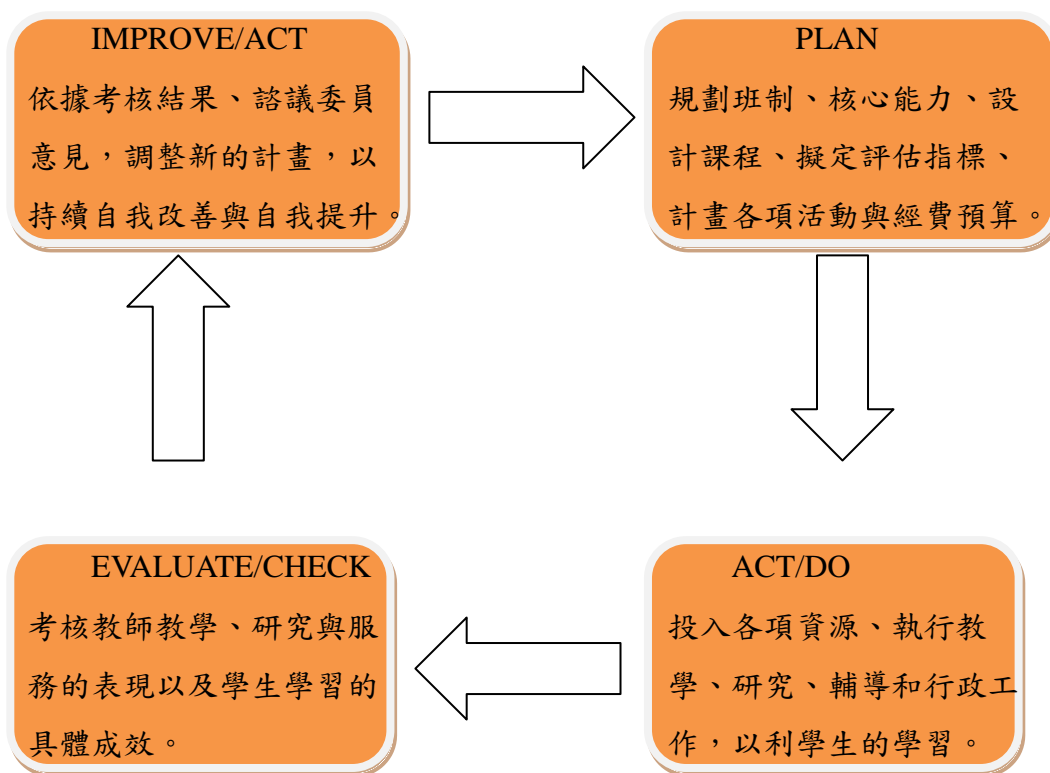 IMPROVE/ACT
依據考核結果、諮議委員
意見，調整新的計畫，以
持續自我改善與自我提升。
PLAN
規劃班制、核心能力、設
計課程、擬定評估指標、
計畫各項活動與經費預算。
EVALUATE/CHECK
考核教師教學、研究與服
務的表現以及學生學習的
具體成效。
ACT/DO
投入各項資源、執行教
學、研究、輔導和行政工
作，以利學生的學習。